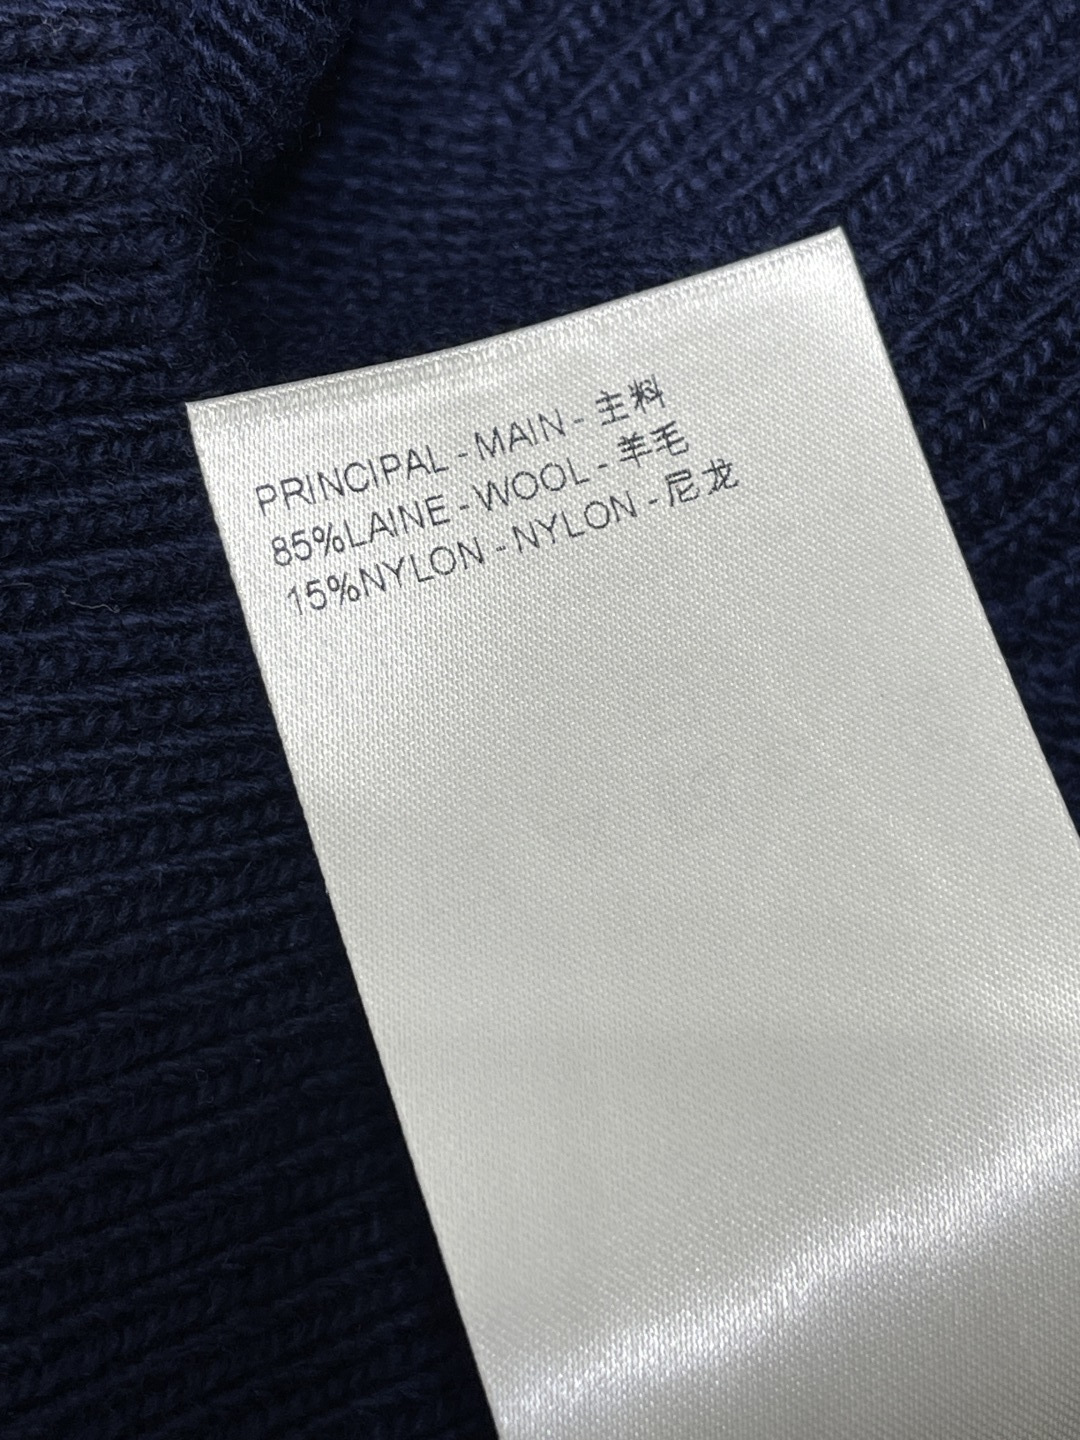 PRINCIPAL - MAIN - 主料
85%LAINE - WOOL - 羊毛
15%NYLON - NYLON - 尼龙